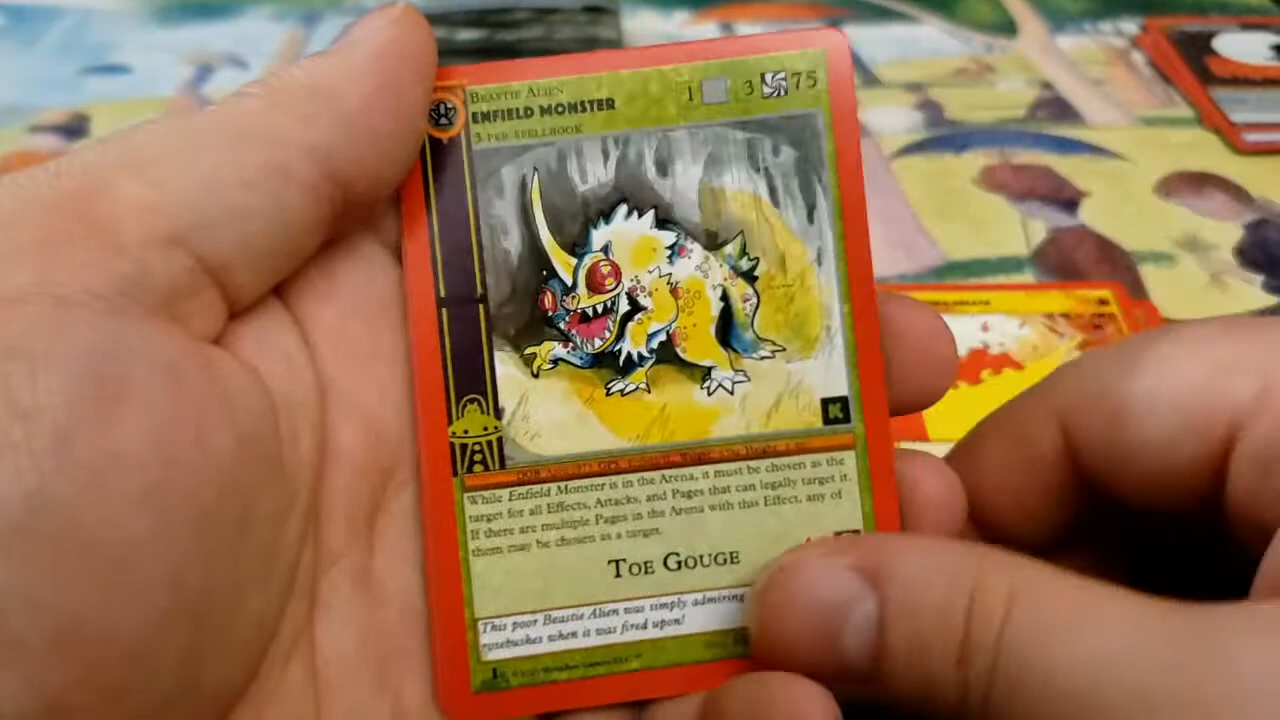 BEASTIE ALIEN
ENFIELD MONSTER
3 PER SPELLBOOK
1 3 75
K
While Enfield Monster is in the Arena, it must be chosen as the
target for all Effects, Attacks, and Pages that can legally target it.
If there are multiple Pages in the Arena with this Effect, any of
them may be chosen as a target.
TOE GOUGE
This poor Beastie Alien was simply admiring
rosebushes when it was fired upon!